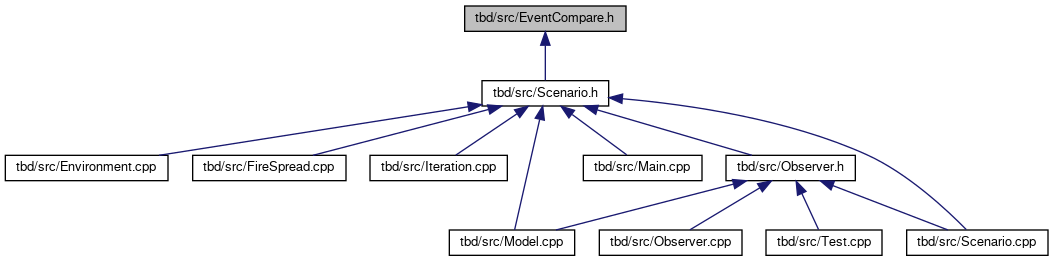 tbd/src/EventCompare.h
tbd/src/Scenario.h
tbd/src/Environment.cpp
tbd/src/FireSpread.cpp
tbd/src/Iteration.cpp
tbd/src/Main.cpp
tbd/src/Observer.h
tbd/src/Model.cpp
tbd/src/Observer.cpp
tbd/src/Test.cpp
tbd/src/Scenario.cpp